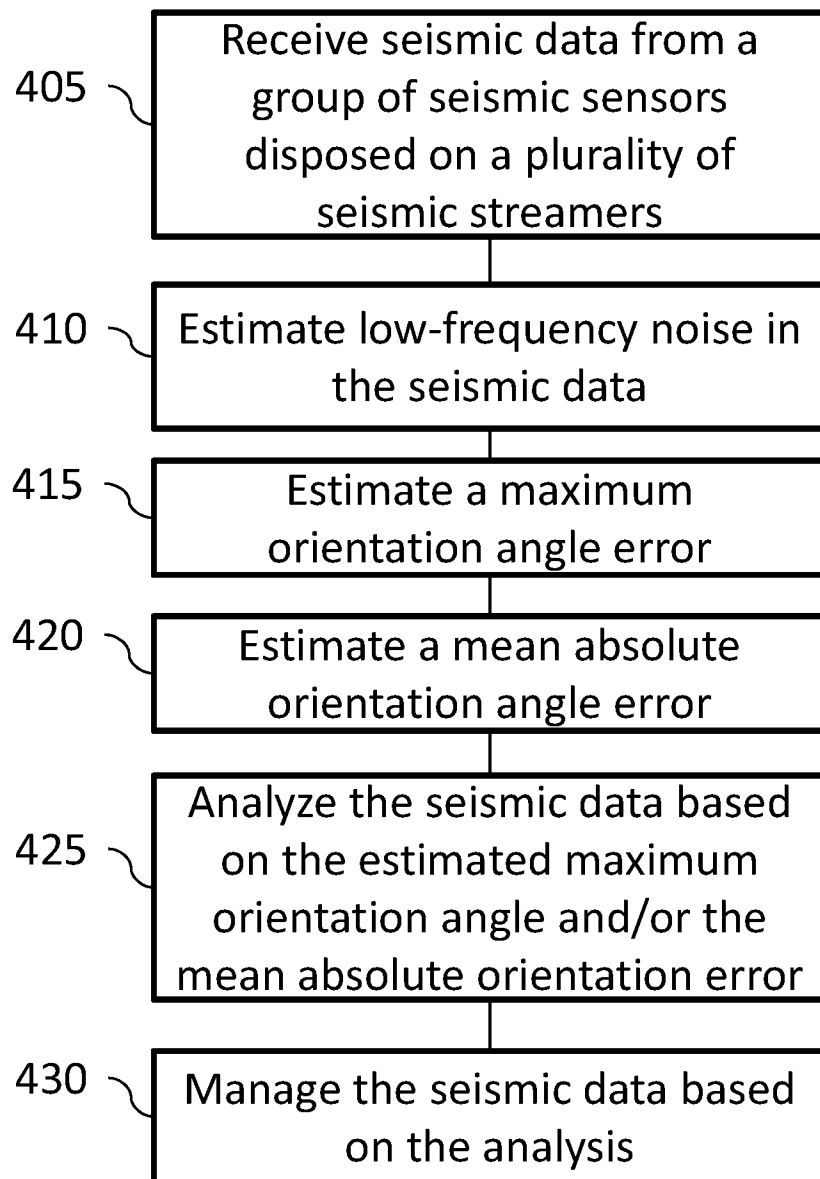 405
Receive seismic data from a
group of seismic sensors
disposed on a plurality of
seismic streamers
410
Estimate low-frequency noise in
the seismic data
415
Estimate a maximum
orientation angle error
420
Estimate a mean absolute
orientation angle error
425
Analyze the seismic data based
on the estimated maximum
orientation angle and/or the
mean absolute orientation error
430
Manage the seismic data based
on the analysis